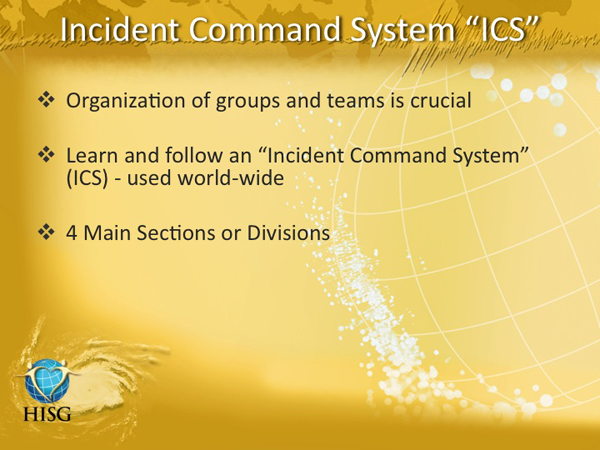 Incident Command System “ICS”
❖ Organization of groups and teams is crucial
❖ Learn and follow an “Incident Command System”
(ICS) - used world-wide
❖ 4 Main Sections or Divisions
HISG